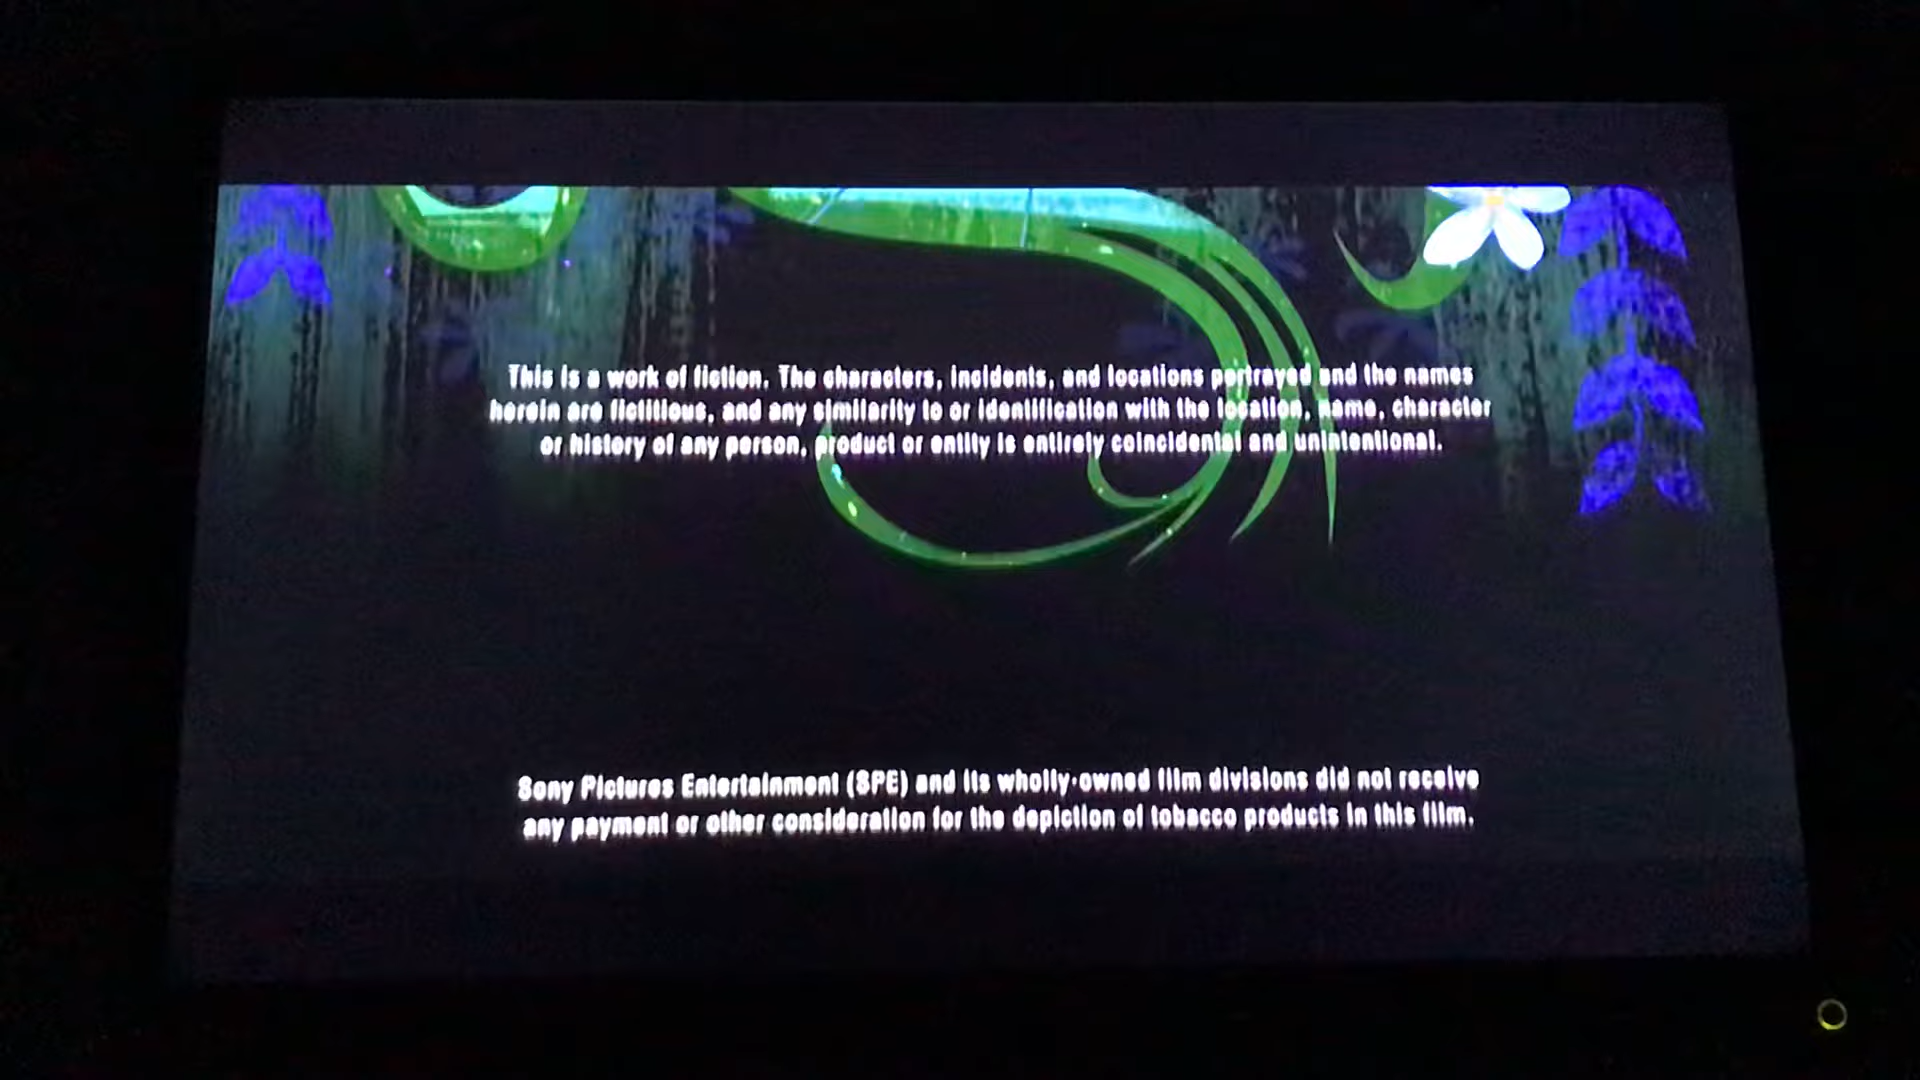 This is a work of fiction. The characters, incidents, and locations portrayed and the names
herein are fictitious, and any similarity to or identification with the location, name, character
or history of any person, product or entity is entirely coincidental and unintentional.
Sony Pictures Entertainment (SPE) and its wholly-owned film divisions did not receive
any payment or other consideration for the depiction of tobacco products in this film.